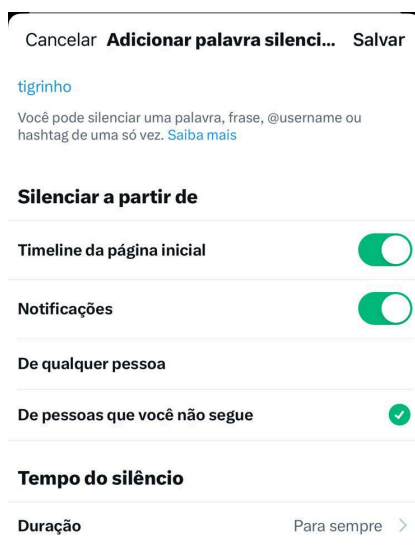 Cancelar Adicionar palavra silenci... Salvar
tigrinho
Você pode silenciar uma palavra, frase, @username ou
hashtag de uma só vez. Saiba mais
Silenciar a partir de
Timeline da página inicial
Notificações
De qualquer pessoa
De pessoas que você não segue
Tempo do silêncio
Duração Para sempre